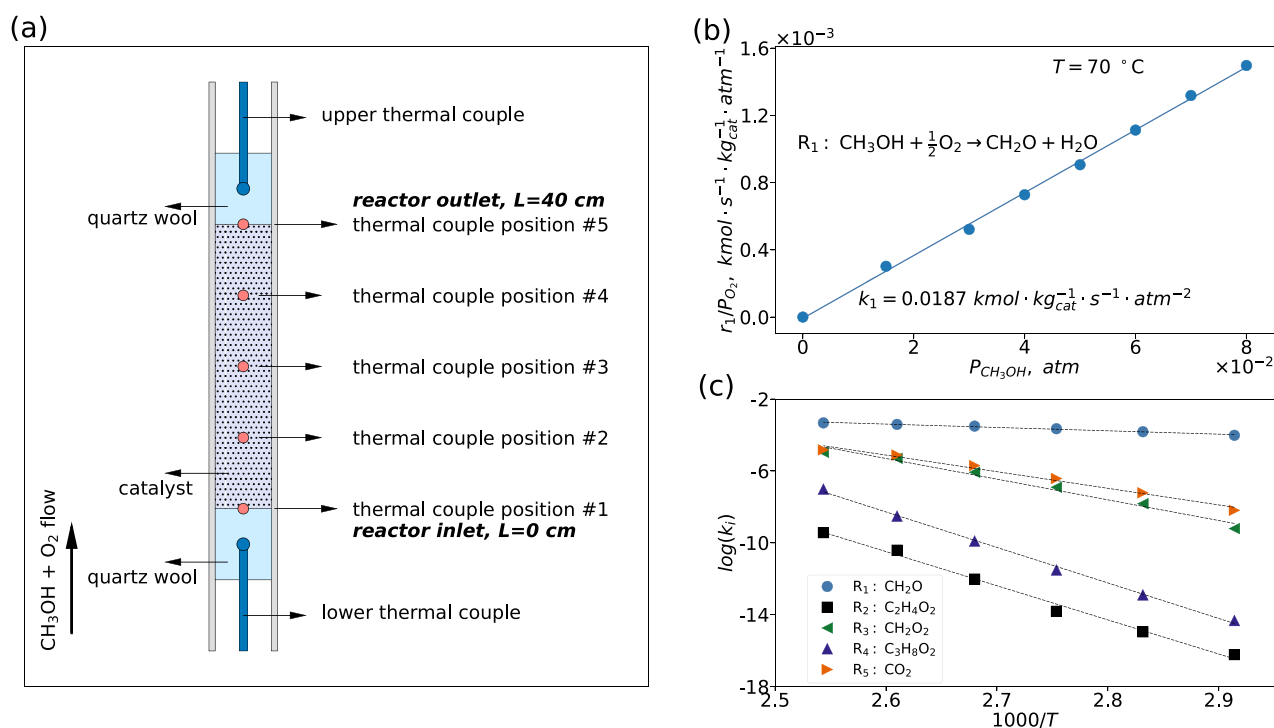 (a)
upper thermal couple
quartz wool
reactor outlet, L=40 cm
thermal couple position #5
thermal couple position #4
thermal couple position #3
thermal couple position #2
catalyst
thermal couple position #1
reactor inlet, L=0 cm
quartz wool
lower thermal couple
CH₃OH + O₂ flow
(b)
×10⁻³
1.6
1.2
0.8
0.4
0.0
r₁/P_O₂, kmol · s⁻¹ · kg_cat⁻¹ · atm⁻¹
T = 70 °C
R₁ : CH₃OH + ½O₂ → CH₂O + H₂O
k₁ = 0.0187 kmol · kg_cat⁻¹ · s⁻¹ · atm⁻²
0 2 4 6 8
×10⁻²
P_CH₃OH, atm
(c)
-2
-6
-10
-14
-18
log(kᵢ)
R₁ : CH₂O
R₂ : C₂H₄O₂
R₃ : CH₂O₂
R₄ : C₃H₈O₂
R₅ : CO₂
2.5 2.6 2.7 2.8 2.9
1000/T